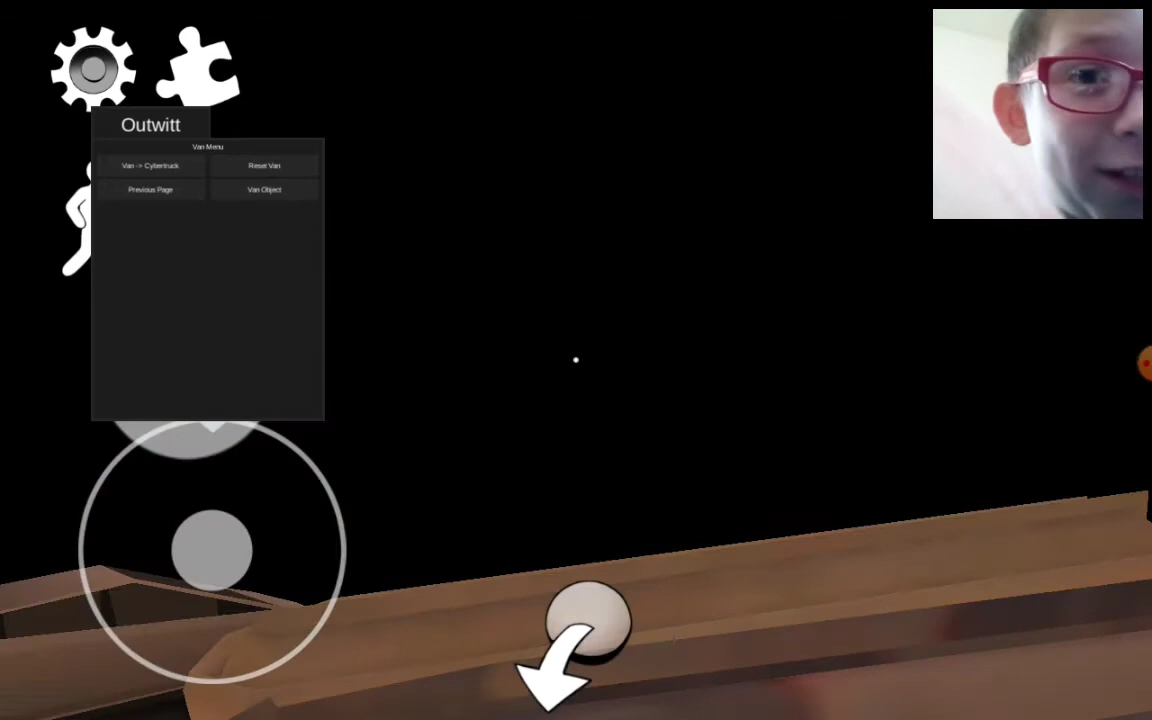 Outwitt
Van Menu
Van -> Cybertruck
Reset Van
Previous Page
Van Object